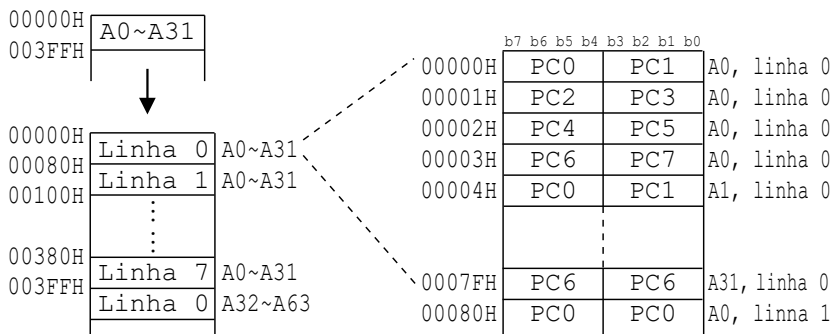 00000H
A0~A31
003FFH
00000H
Linha 0 A0~A31
00080H
Linha 1 A0~A31
00100H
00380H
Linha 7 A0~A31
003FFH
Linha 0 A32~A63
b7 b6 b5 b4 b3 b2 b1 b0
00000H PC0 PC1 A0, linha 0
00001H PC2 PC3 A0, linha 0
00002H PC4 PC5 A0, linha 0
00003H PC6 PC7 A0, linha 0
00004H PC0 PC1 A1, linha 0
0007FH PC6 PC6 A31, linha 0
00080H PC0 PC0 A0, linna 1